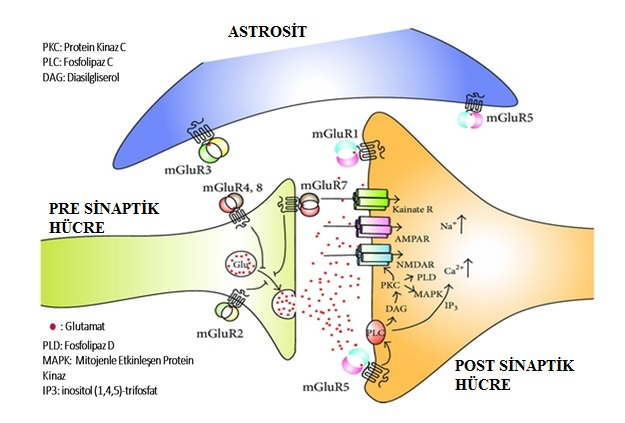 ASTROSİT
PKC: Protein Kinaz C
PLC: Fosfolipaz C
DAG: Diasilgliserol
mGluR5
mGluR1
mGluR3
mGluR4, 8
mGluR7
PRE SİNAPTİK
HÜCRE
Kainate R
Na+
AMPAR
Glu
NMDAR
Ca2+
PLD
PKC
MAPK
IP3
DAG
PLC
mGluR2
: Glutamat
PLD: Fosfolipaz D
MAPK: Mitojenle Etkinleşen Protein
Kinaz
IP3: inositol (1,4,5)-trifosfat
mGluR5
POST SİNAPTİK
HÜCRE